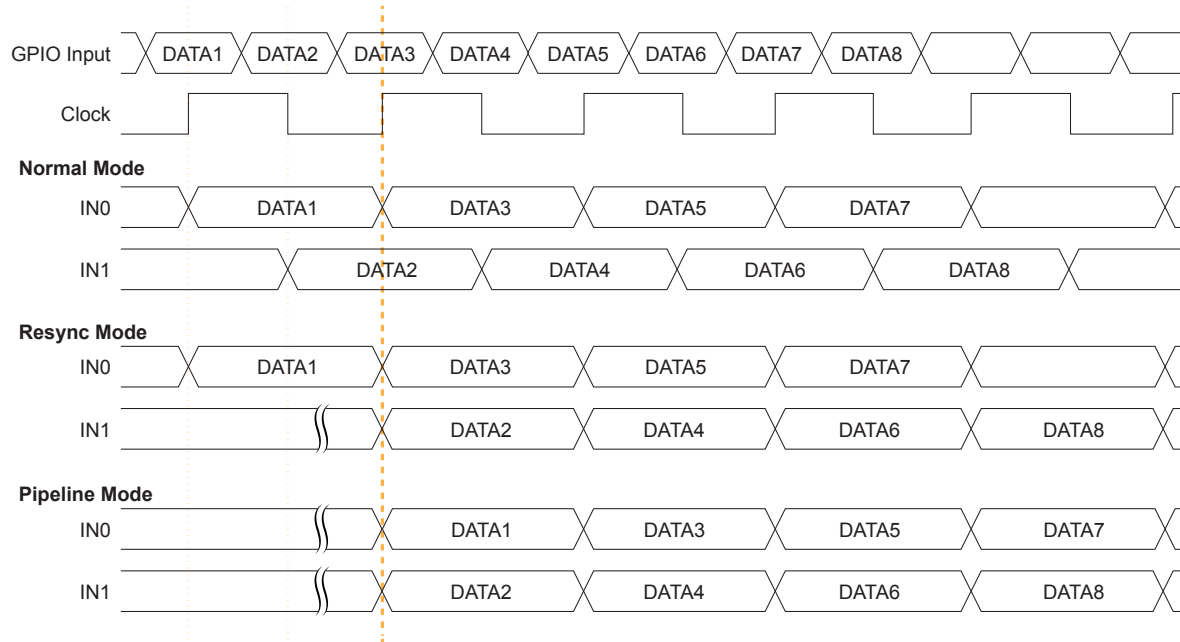 GPIO Input DATA1 DATA2 DATA3 DATA4 DATA5 DATA6 DATA7 DATA8
Clock
Normal Mode
IN0 DATA1 DATA3 DATA5 DATA7
IN1 DATA2 DATA4 DATA6 DATA8
Resync Mode
IN0 DATA1 DATA3 DATA5 DATA7
IN1 DATA2 DATA4 DATA6 DATA8
Pipeline Mode
IN0 DATA1 DATA3 DATA5 DATA7
IN1 DATA2 DATA4 DATA6 DATA8